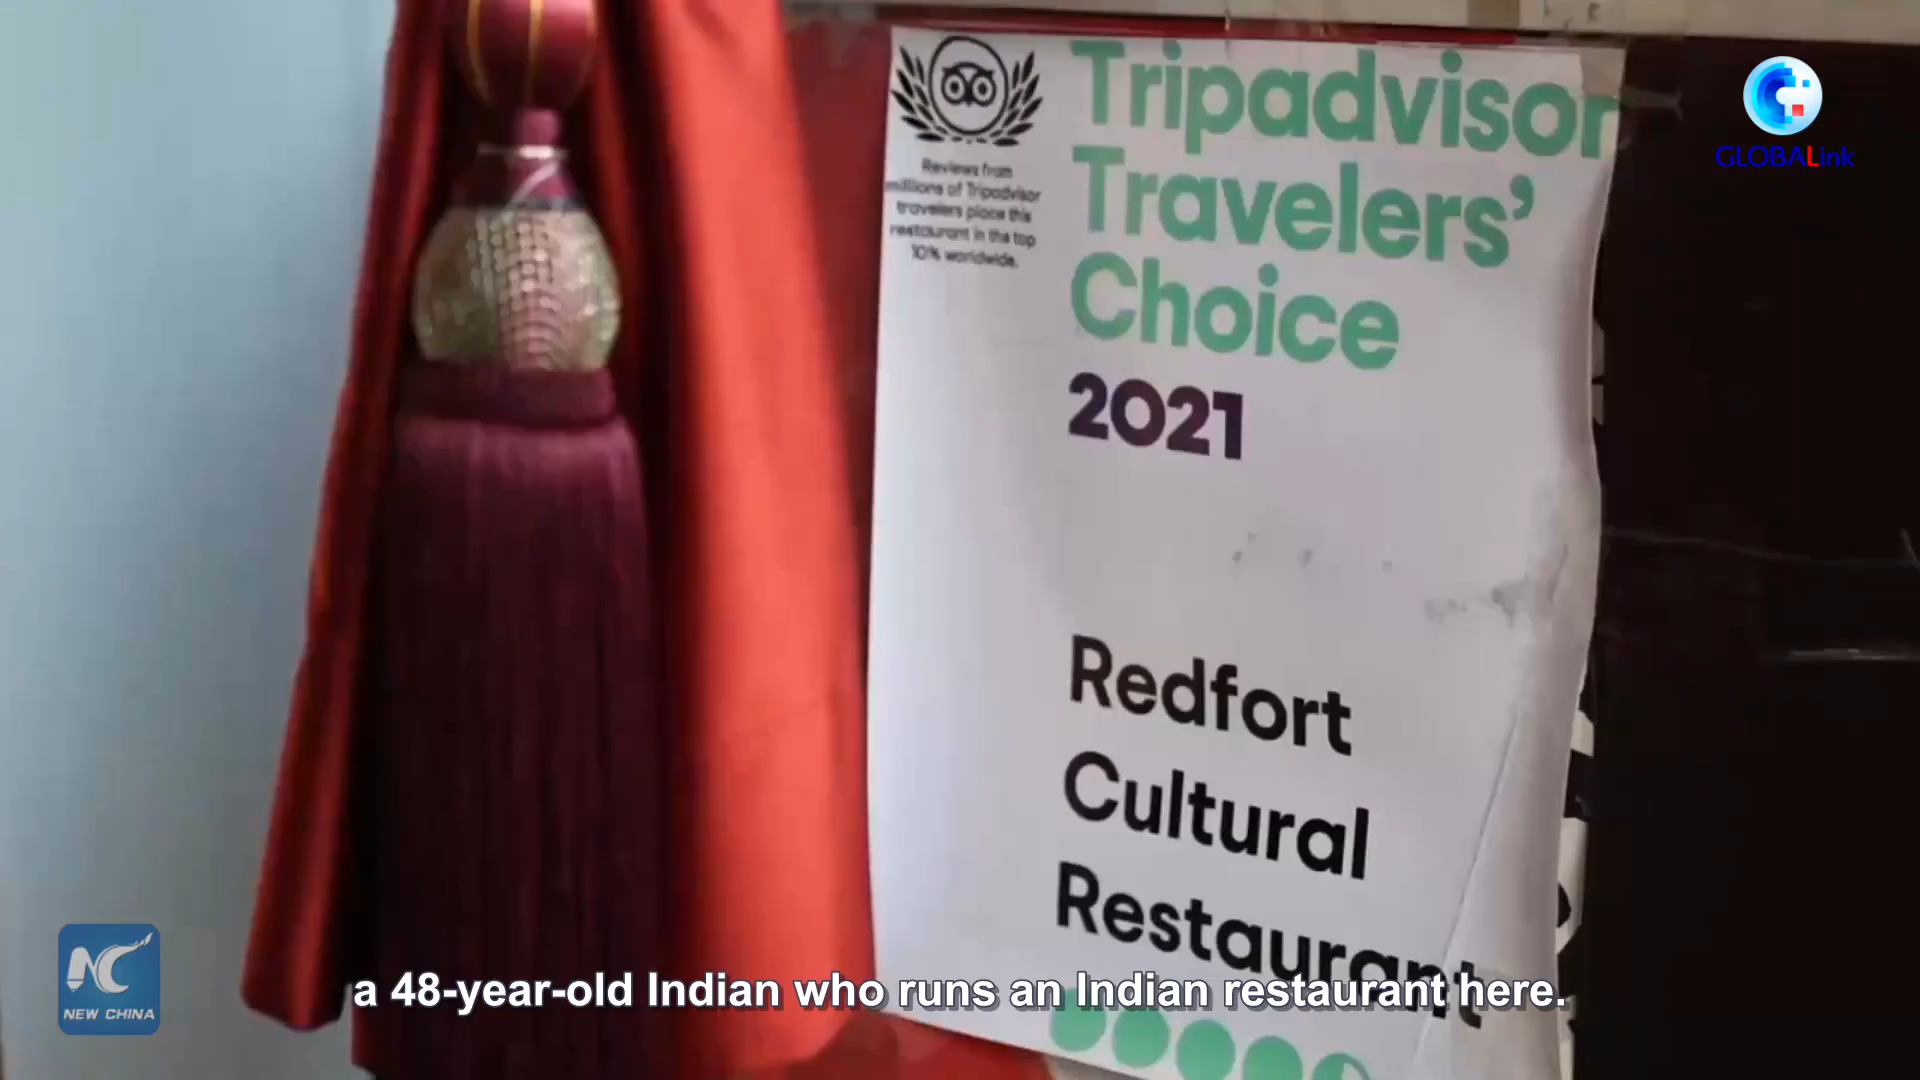 Tripadvisor
Travelers'
Choice
2021
Reviews from
millions of Tripadvisor
travelers place this
restaurant in the top
10% worldwide.
GLOBALink
Redfort
Cultural
Restaurant
a 48-year-old Indian who runs an Indian restaurant here.
NC
NEW CHINA